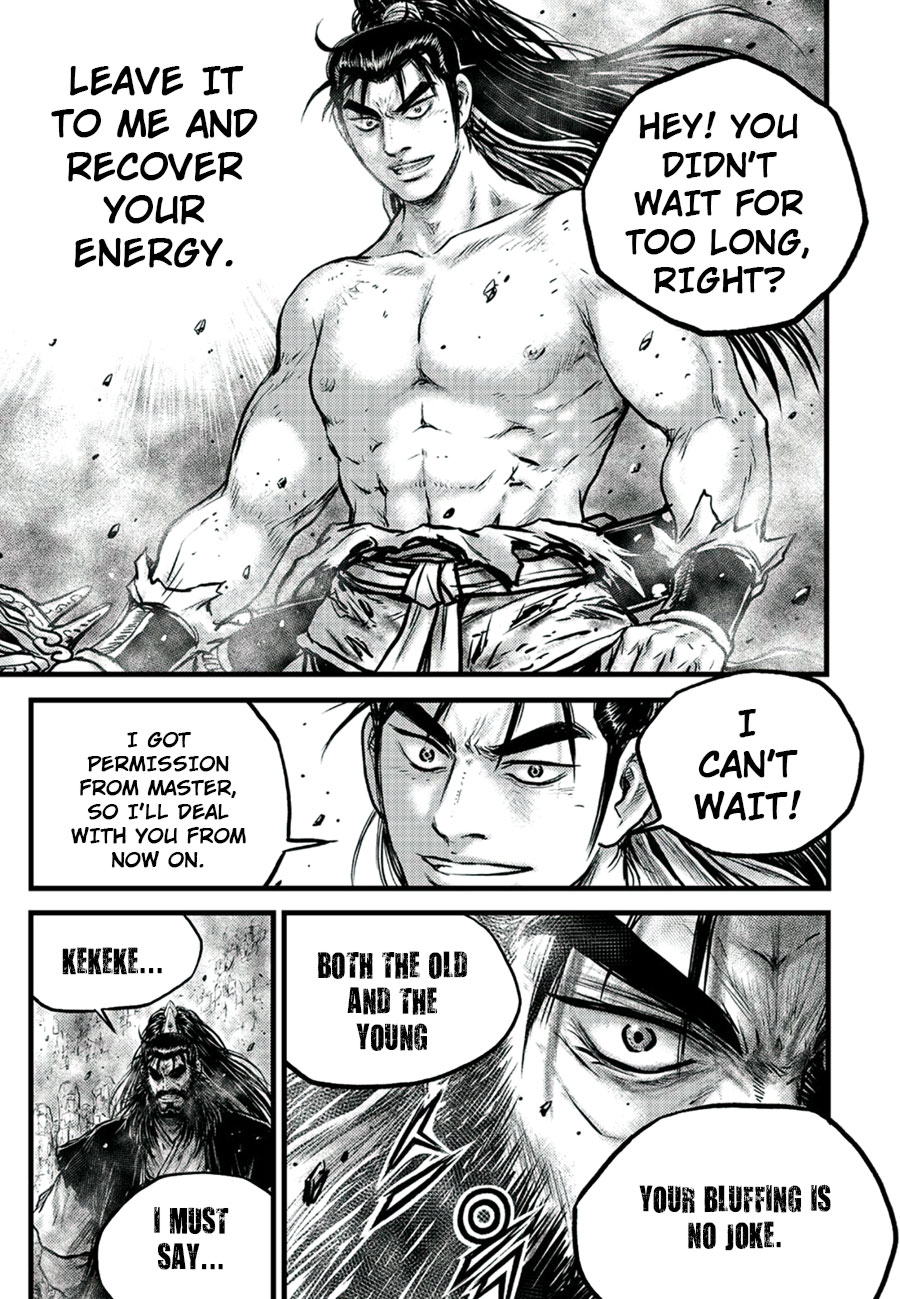 LEAVE IT
TO ME AND
RECOVER
YOUR
ENERGY.
HEY! YOU
DIDN'T
WAIT FOR
TOO LONG,
RIGHT?
I GOT
PERMISSION
FROM MASTER,
SO I'LL DEAL
WITH YOU FROM
NOW ON.
I
CAN'T
WAIT!
KEKEKE...
I MUST
SAY...
BOTH THE OLD
AND THE
YOUNG
YOUR BLUFFING IS
NO JOKE.